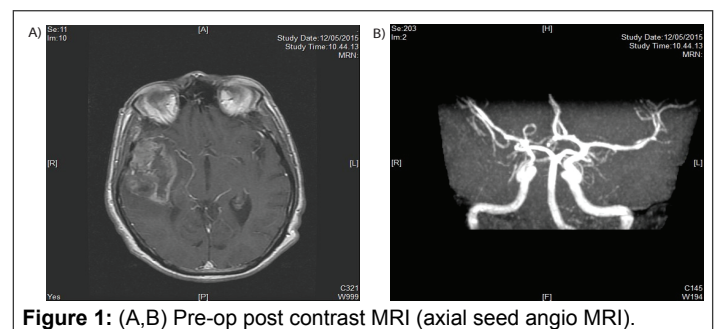 A)
Se:11
Im:10
[A]
Study Date:12/05/2015
Study Time:10.44.13
MRN:
[R]
[L]
Yes
[P]
C321
W999
B)
Se:203
Im:2
[H]
Study Date:12/05/2015
Study Time:10.44.13
MRN:
[R]
[L]
[F]
C145
W194
Figure 1: (A,B) Pre-op post contrast MRI (axial seed angio MRI).